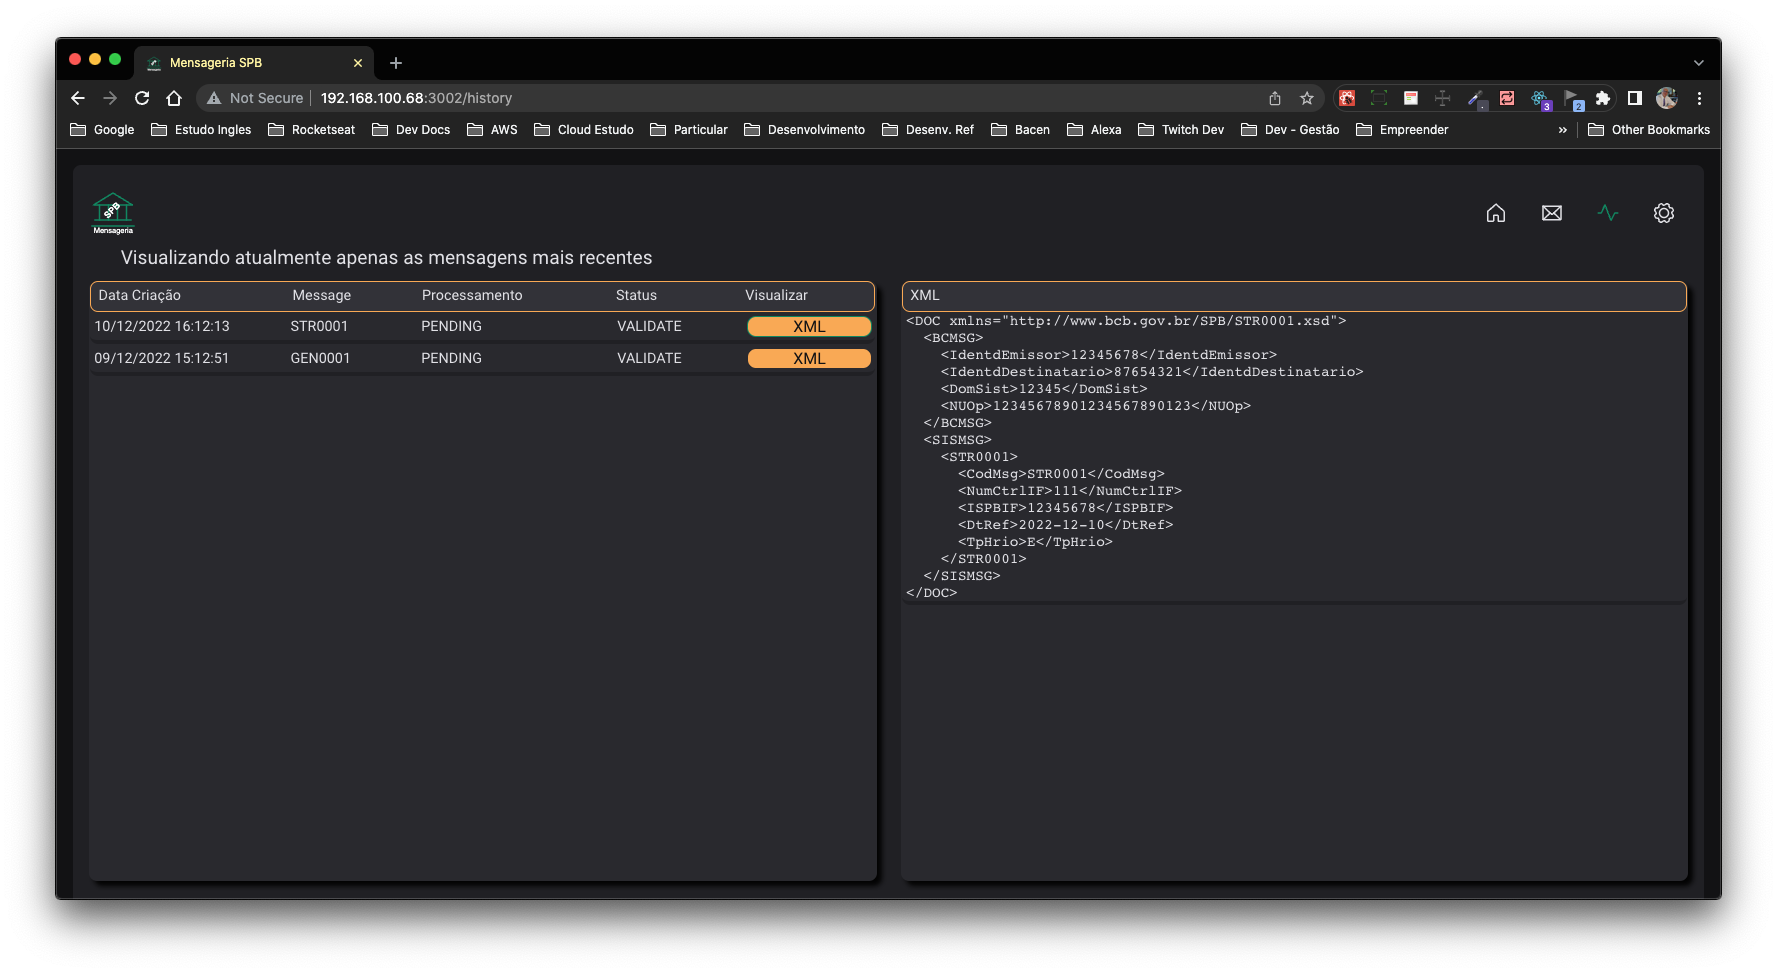 Mensageria SPB
Not Secure 192.168.100.68:3002/history
3
2
Google Estudo Ingles Rocketseat Dev Docs AWS Cloud Estudo Particular Desenvolvimento Desenv. Ref Bacen Alexa Twitch Dev Dev - Gestão Empreender » Other Bookmarks
SPB
Mensageria
Visualizando atualmente apenas as mensagens mais recentes
Data Criação Message Processamento Status Visualizar
10/12/2022 16:12:13 STR0001 PENDING VALIDATE XML
09/12/2022 15:12:51 GEN0001 PENDING VALIDATE XML
XML
<DOC xmlns="http://www.bcb.gov.br/SPB/STR0001.xsd">
<BCMSG>
<IdentdEmissor>12345678</IdentdEmissor>
<IdentdDestinatario>87654321</IdentdDestinatario>
<DomSist>12345</DomSist>
<NUOp>12345678901234567890123</NUOp>
</BCMSG>
<SISMSG>
<STR0001>
<CodMsg>STR0001</CodMsg>
<NumCtrlIF>111</NumCtrlIF>
<ISPBIF>12345678</ISPBIF>
<DtRef>2022-12-10</DtRef>
<TpHrio>E</TpHrio>
</STR0001>
</SISMSG>
</DOC>